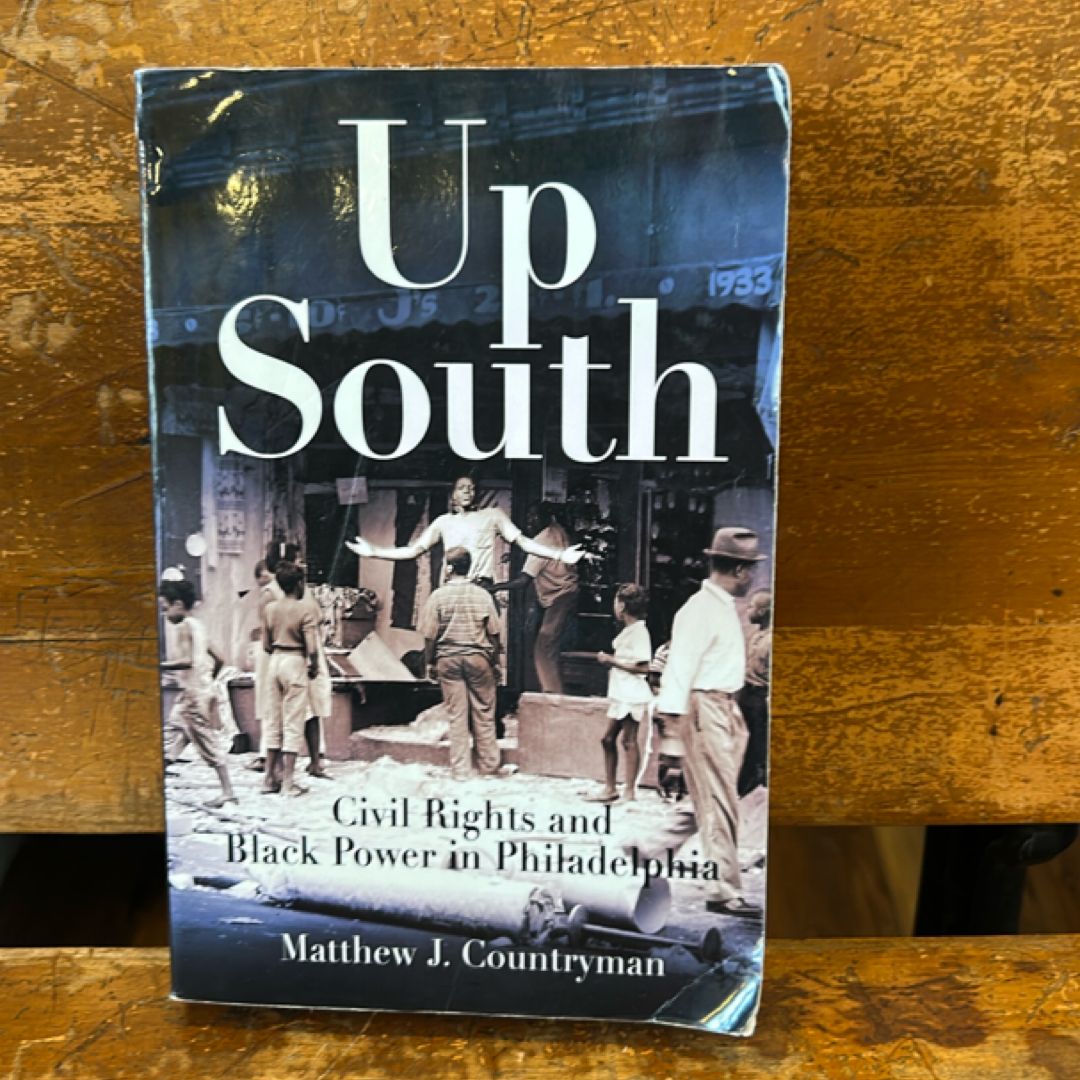 Up
1933
J's
South
Civil Rights and
Black Power in Philadelphia
Matthew J. Countryman